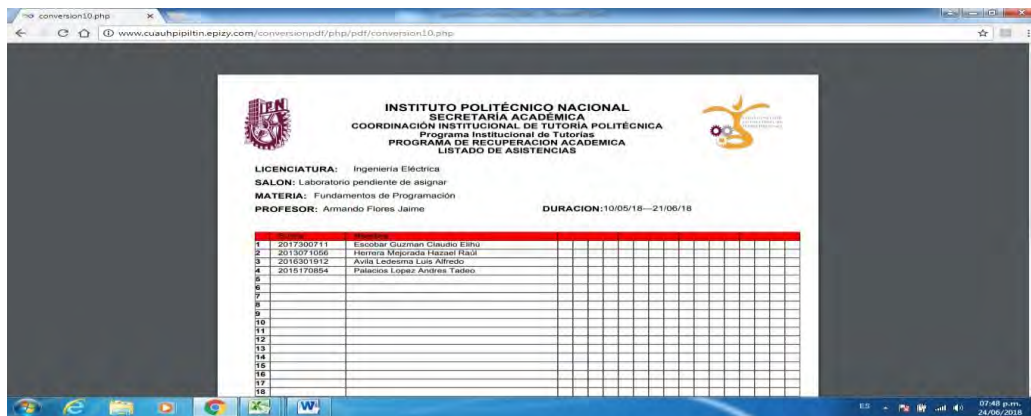 conversion10.php
www.cuauhpipiltin.epizy.com/conversionpdf/php/pdf/conversion10.php
IPN
INSTITUTO POLITÉCNICO NACIONAL
SECRETARÍA ACADÉMICA
COORDINACIÓN INSTITUCIONAL DE TUTORÍA POLITÉCNICA
Programa Institucional de Tutorías
PROGRAMA DE RECUPERACION ACADEMICA
LISTADO DE ASISTENCIAS
LICENCIATURA: Ingeniería Eléctrica
SALON: Laboratorio pendiente de asignar
MATERIA: Fundamentos de Programación
PROFESOR: Armando Flores Jaime DURACION:10/05/18---21/06/18
1 2017300711 Escobar Guzman Claudio Elihú
2 2013071056 Herrera Mejorada Hazael Raúl
3 2016301912 Avila Ledesma Luis Alfredo
4 2015170854 Palacios Lopez Andres Tadeo
5
6
7
8
9
10
11
12
13
14
15
16
17
18
ES 07:48 p.m.
24/06/2018